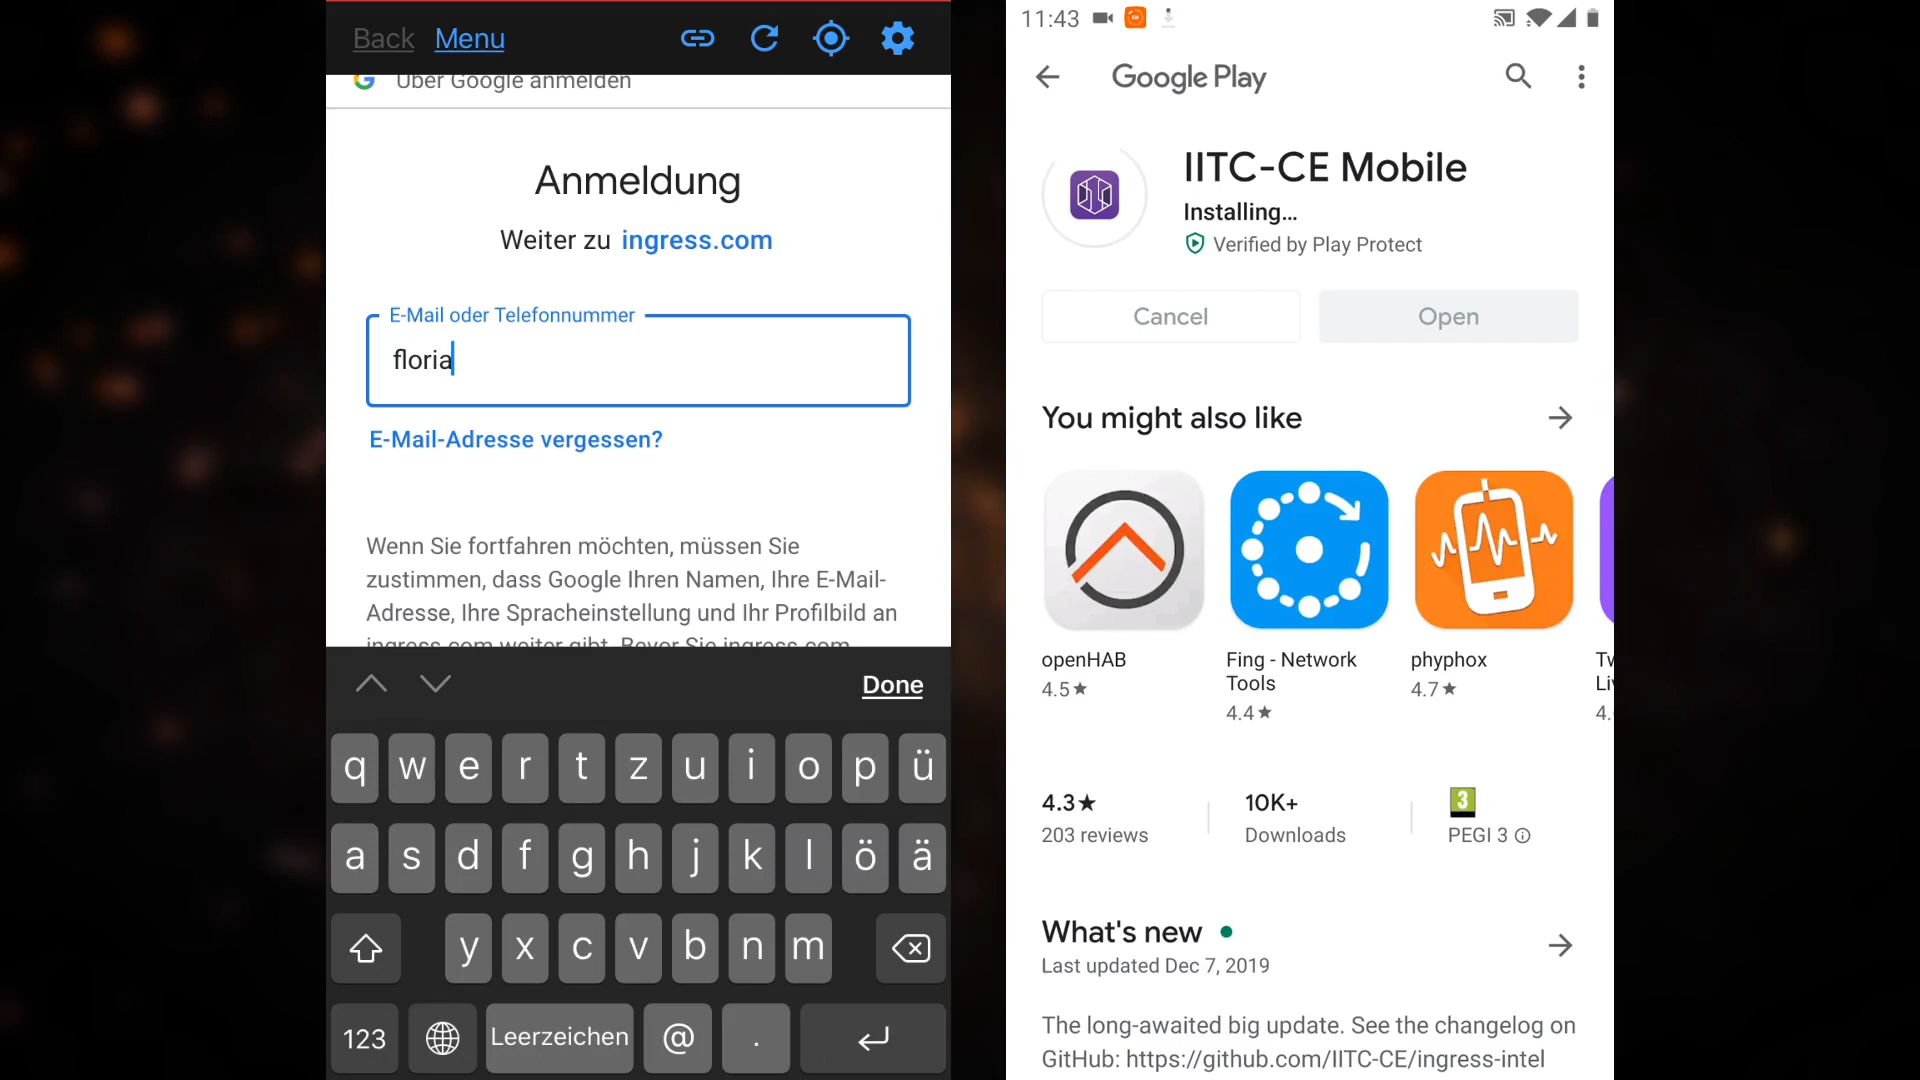 Back Menu
Über Google anmelden
Anmeldung
Weiter zu ingress.com
E-Mail oder Telefonnummer
floria
E-Mail-Adresse vergessen?
Wenn Sie fortfahren möchten, müssen Sie
zustimmen, dass Google Ihren Namen, Ihre E-Mail-
Adresse, Ihre Spracheinstellung und Ihr Profilbild an
ingress.com weiter gibt. Bevor Sie ingress.com
Done
q w e r t z u i o p ü
a s d f g h j k l ö ä
y x c v b n m
123 Leerzeichen @ .
11:43
Google Play
IITC-CE Mobile
Installing...
Verified by Play Protect
Cancel Open
You might also like
openHAB
4.5★
Fing - Network
Tools
4.4★
phyphox
4.7★
4.3★
203 reviews
10K+
Downloads
3
PEGI 3
What's new
Last updated Dec 7, 2019
The long-awaited big update. See the changelog on
GitHub: https://github.com/IITC-CE/ingress-intel